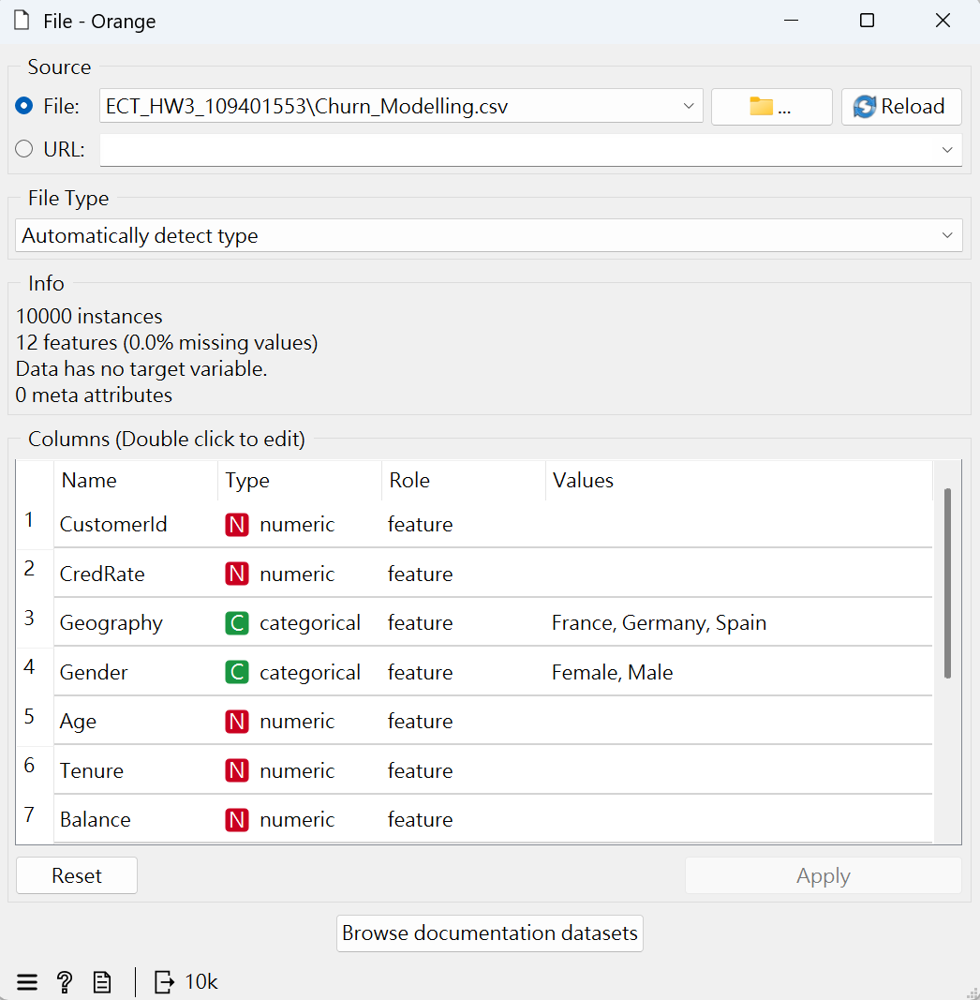 File - Orange
Source
File: ECT_HW3_109401553\Churn_Modelling.csv ... Reload
URL:
File Type
Automatically detect type
Info
10000 instances
12 features (0.0% missing values)
Data has no target variable.
0 meta attributes
Columns (Double click to edit)
Name Type Role Values
1 CustomerId N numeric feature
2 CredRate N numeric feature
3 Geography C categorical feature France, Germany, Spain
4 Gender C categorical feature Female, Male
5 Age N numeric feature
6 Tenure N numeric feature
7 Balance N numeric feature
Reset Apply
Browse documentation datasets
? 10k